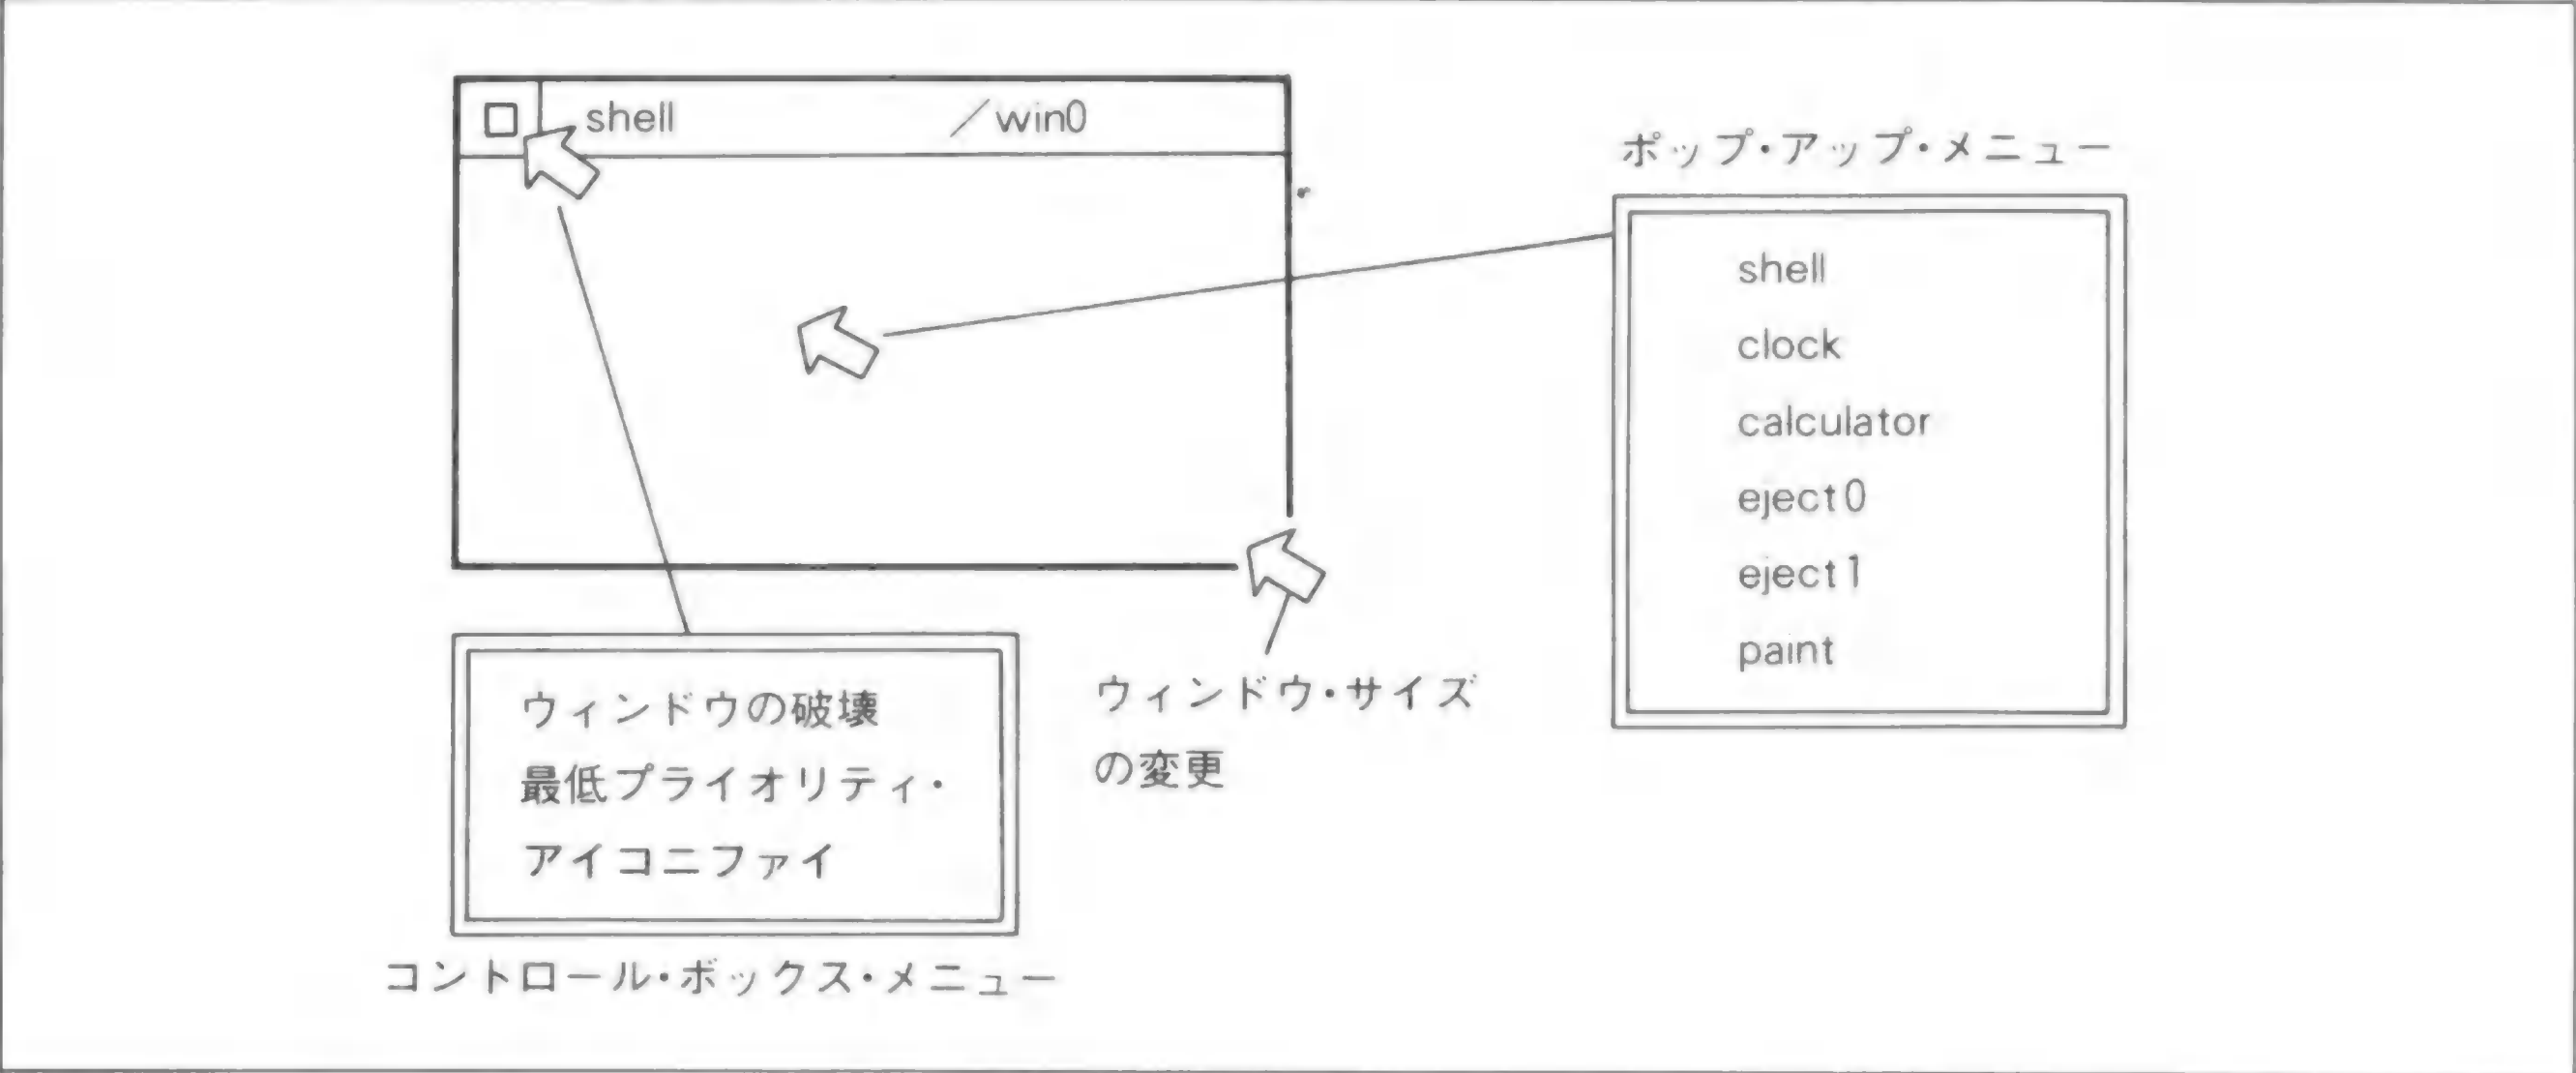 shell ／win0
ポップ・アップ・メニュー
shell
clock
calculator
eject0
eject1
paint
ウィンドウの破壊
最低プライオリティ・
アイコニファイ
コントロール・ボックス・メニュー
ウィンドウ・サイズ
の変更